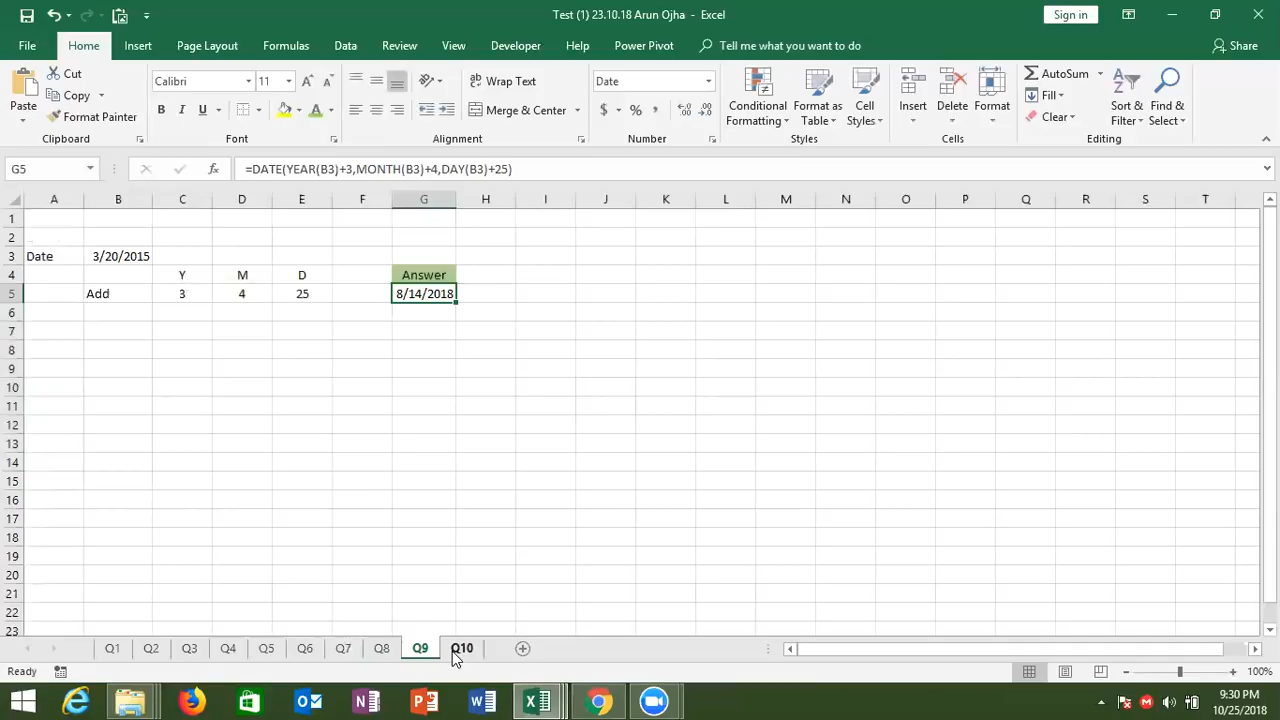 Test (1) 23.10.18 Arun Ojha - Excel
Sign in
File Home Insert Page Layout Formulas Data Review View Developer Help Power Pivot Tell me what you want to do Share
Paste Cut Copy Format Painter Clipboard
Calibri 11 B I U A A A Font
Wrap Text Merge & Center Alignment
Date $ % , Number
Conditional Formatting Format as Table Cell Styles Styles
Insert Delete Format Cells
AutoSum Fill Clear Sort & Filter Find & Select Editing
G5 fx =DATE(YEAR(B3)+3,MONTH(B3)+4,DAY(B3)+25)
A B C D E F G H I J K L M N O P Q R S T
1
2
3 Date 3/20/2015
4 Y M D Answer
5 Add 3 4 25 8/14/2018
6
7
8
9
10
11
12
13
14
15
16
17
18
19
20
21
22
23
Q1 Q2 Q3 Q4 Q5 Q6 Q7 Q8 Q9 Q10
Ready 100%
9:30 PM
10/25/2018